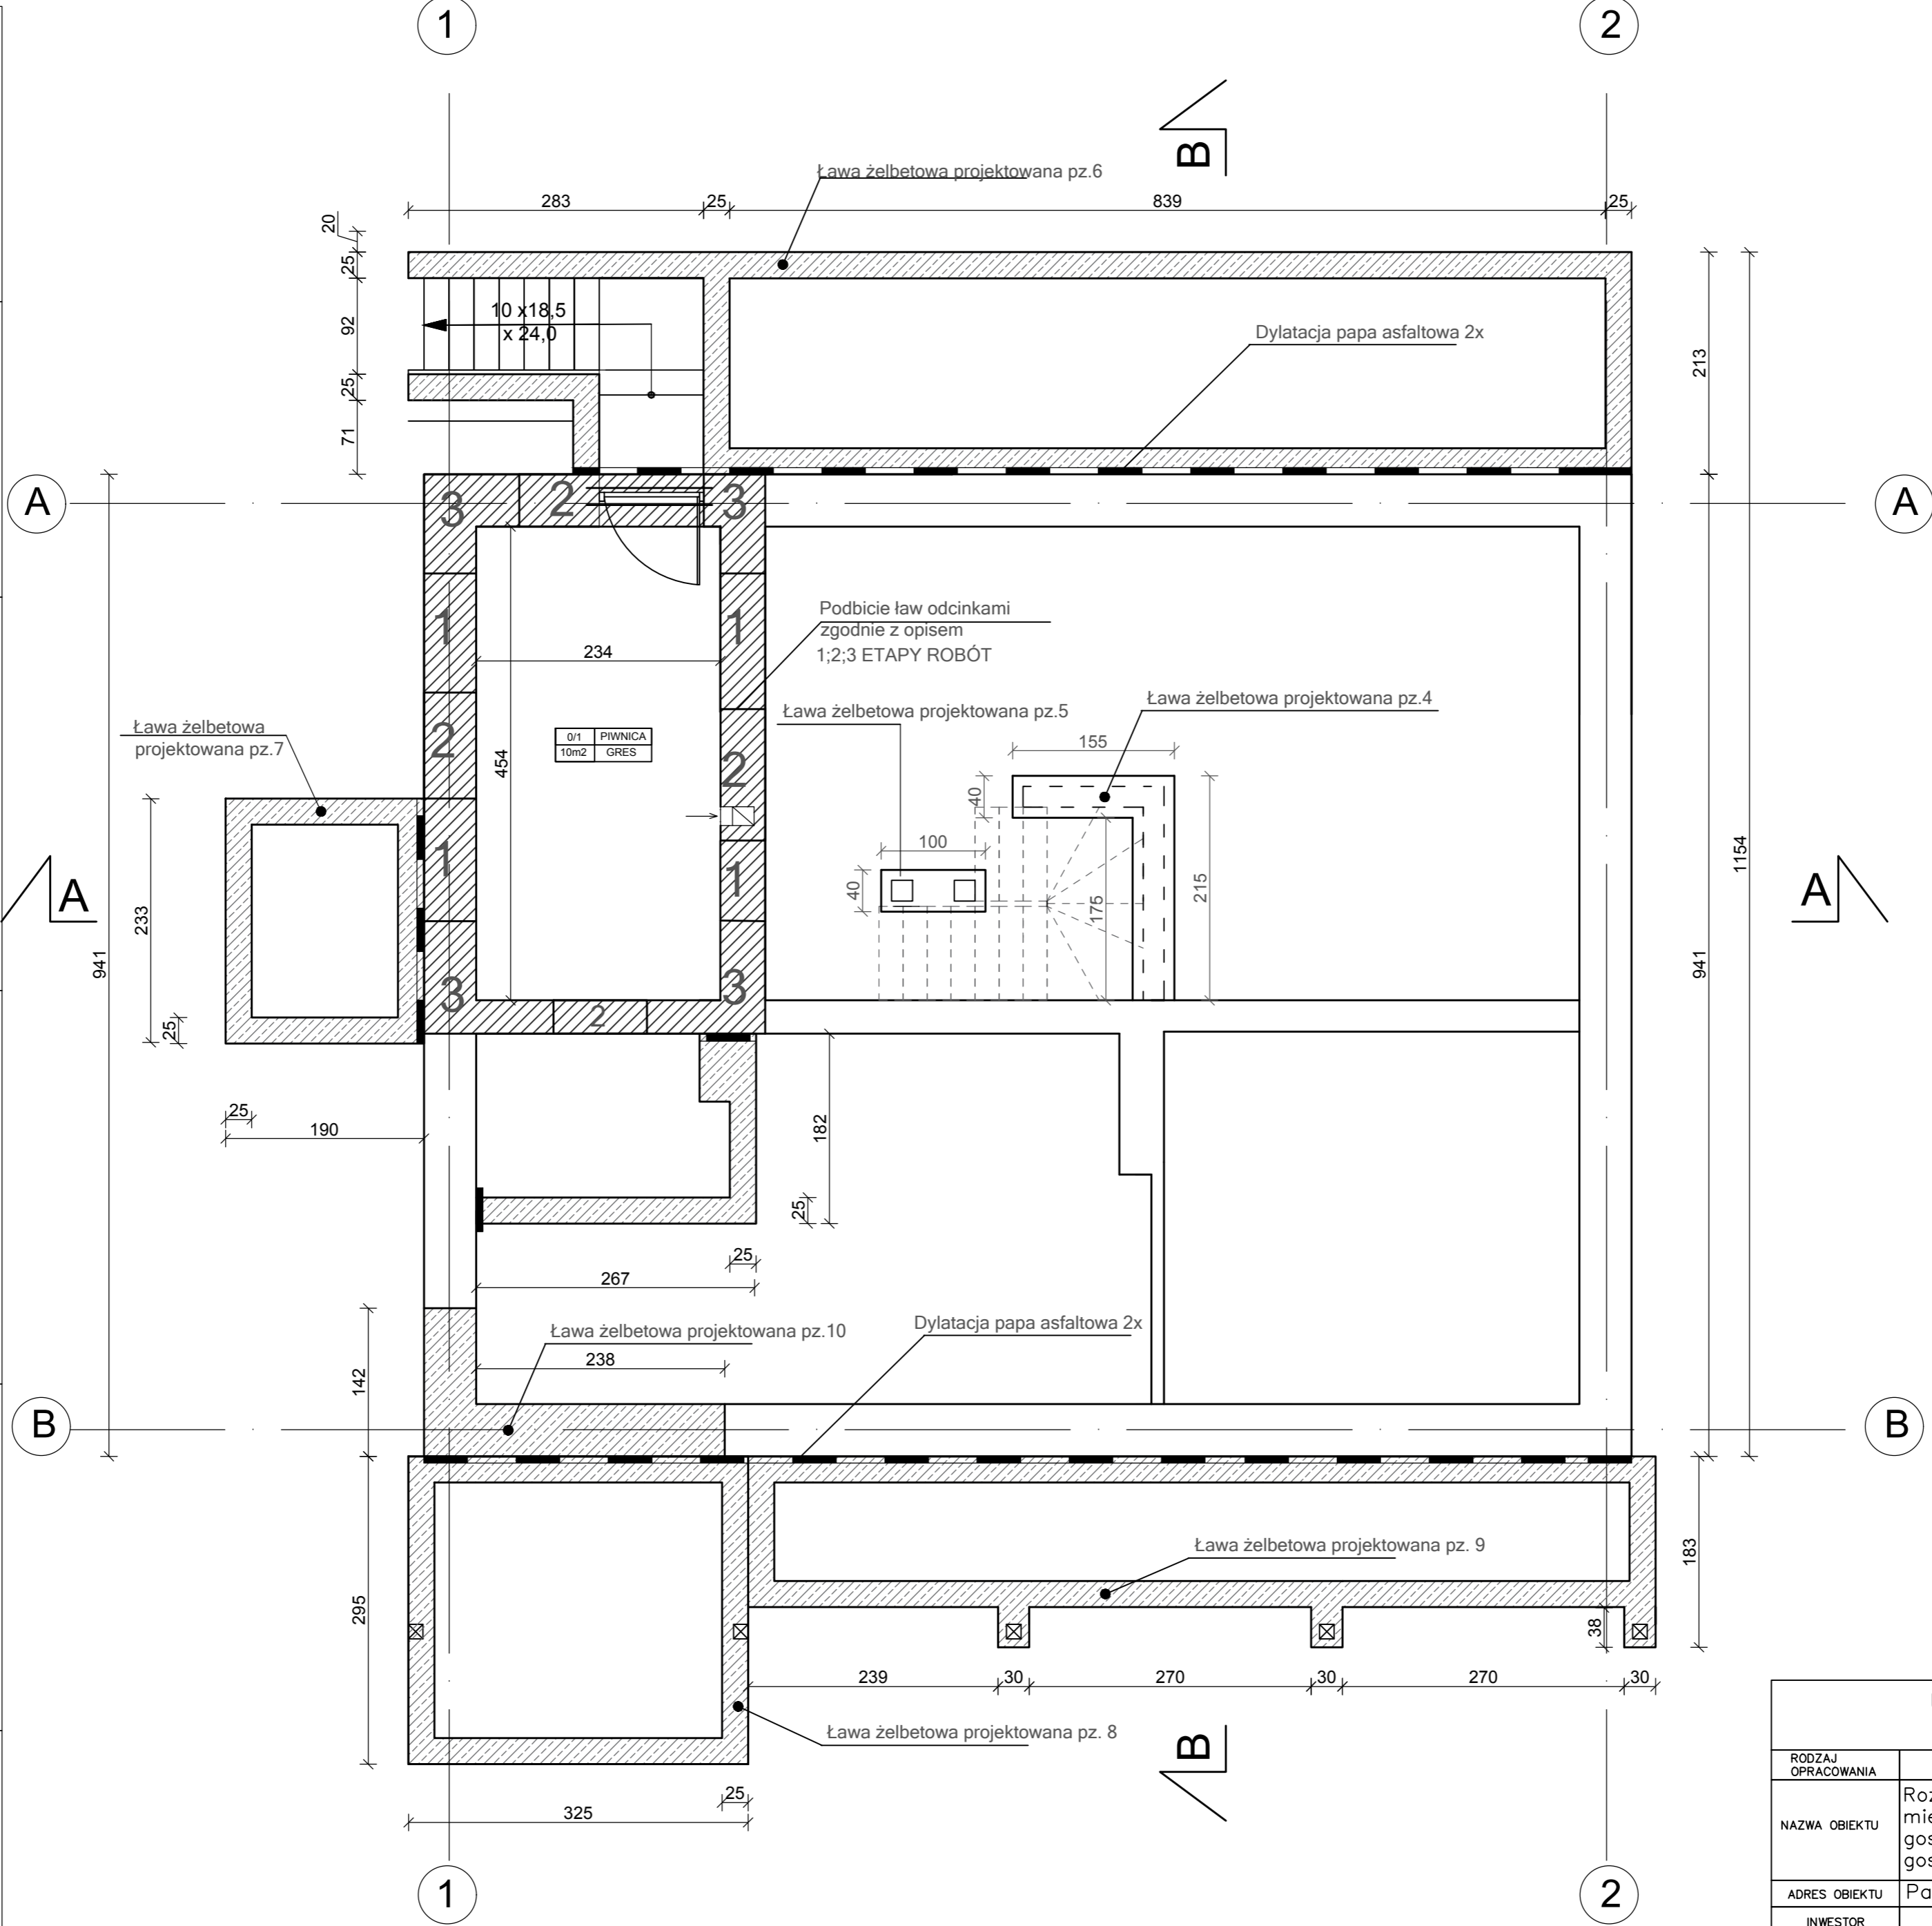 1
2
B
Ława żelbetowa projektowana pz.6
283
25
839
25
20
25
10 x18,5
x 24,0
92
Dylatacja papa asfaltowa 2x
213
25
71
A
3
2
3
A
Podbicie ław odcinkami
zgodnie z opisem
1;2;3 ETAPY ROBÓT
1
1
234
Ława żelbetowa projektowana pz.4
Ława żelbetowa projektowana pz.5
Ława żelbetowa
projektowana pz.7
0/1 PIWNICA
10m2 GRES
2
2
454
155
40
100
1154
1
1
40
175
215
A
A
233
941
941
3
3
2
25
25
190
182
25
25
267
Ława żelbetowa projektowana pz.10
Dylatacja papa asfaltowa 2x
238
142
B
B
Ława żelbetowa projektowana pz. 9
183
295
38
239
30
270
30
270
30
Ława żelbetowa projektowana pz. 8
B
25
325
RODZAJ
OPRACOWANIA
NAZWA OBIEKTU
ADRES OBIEKTU
INWESTOR
1
2